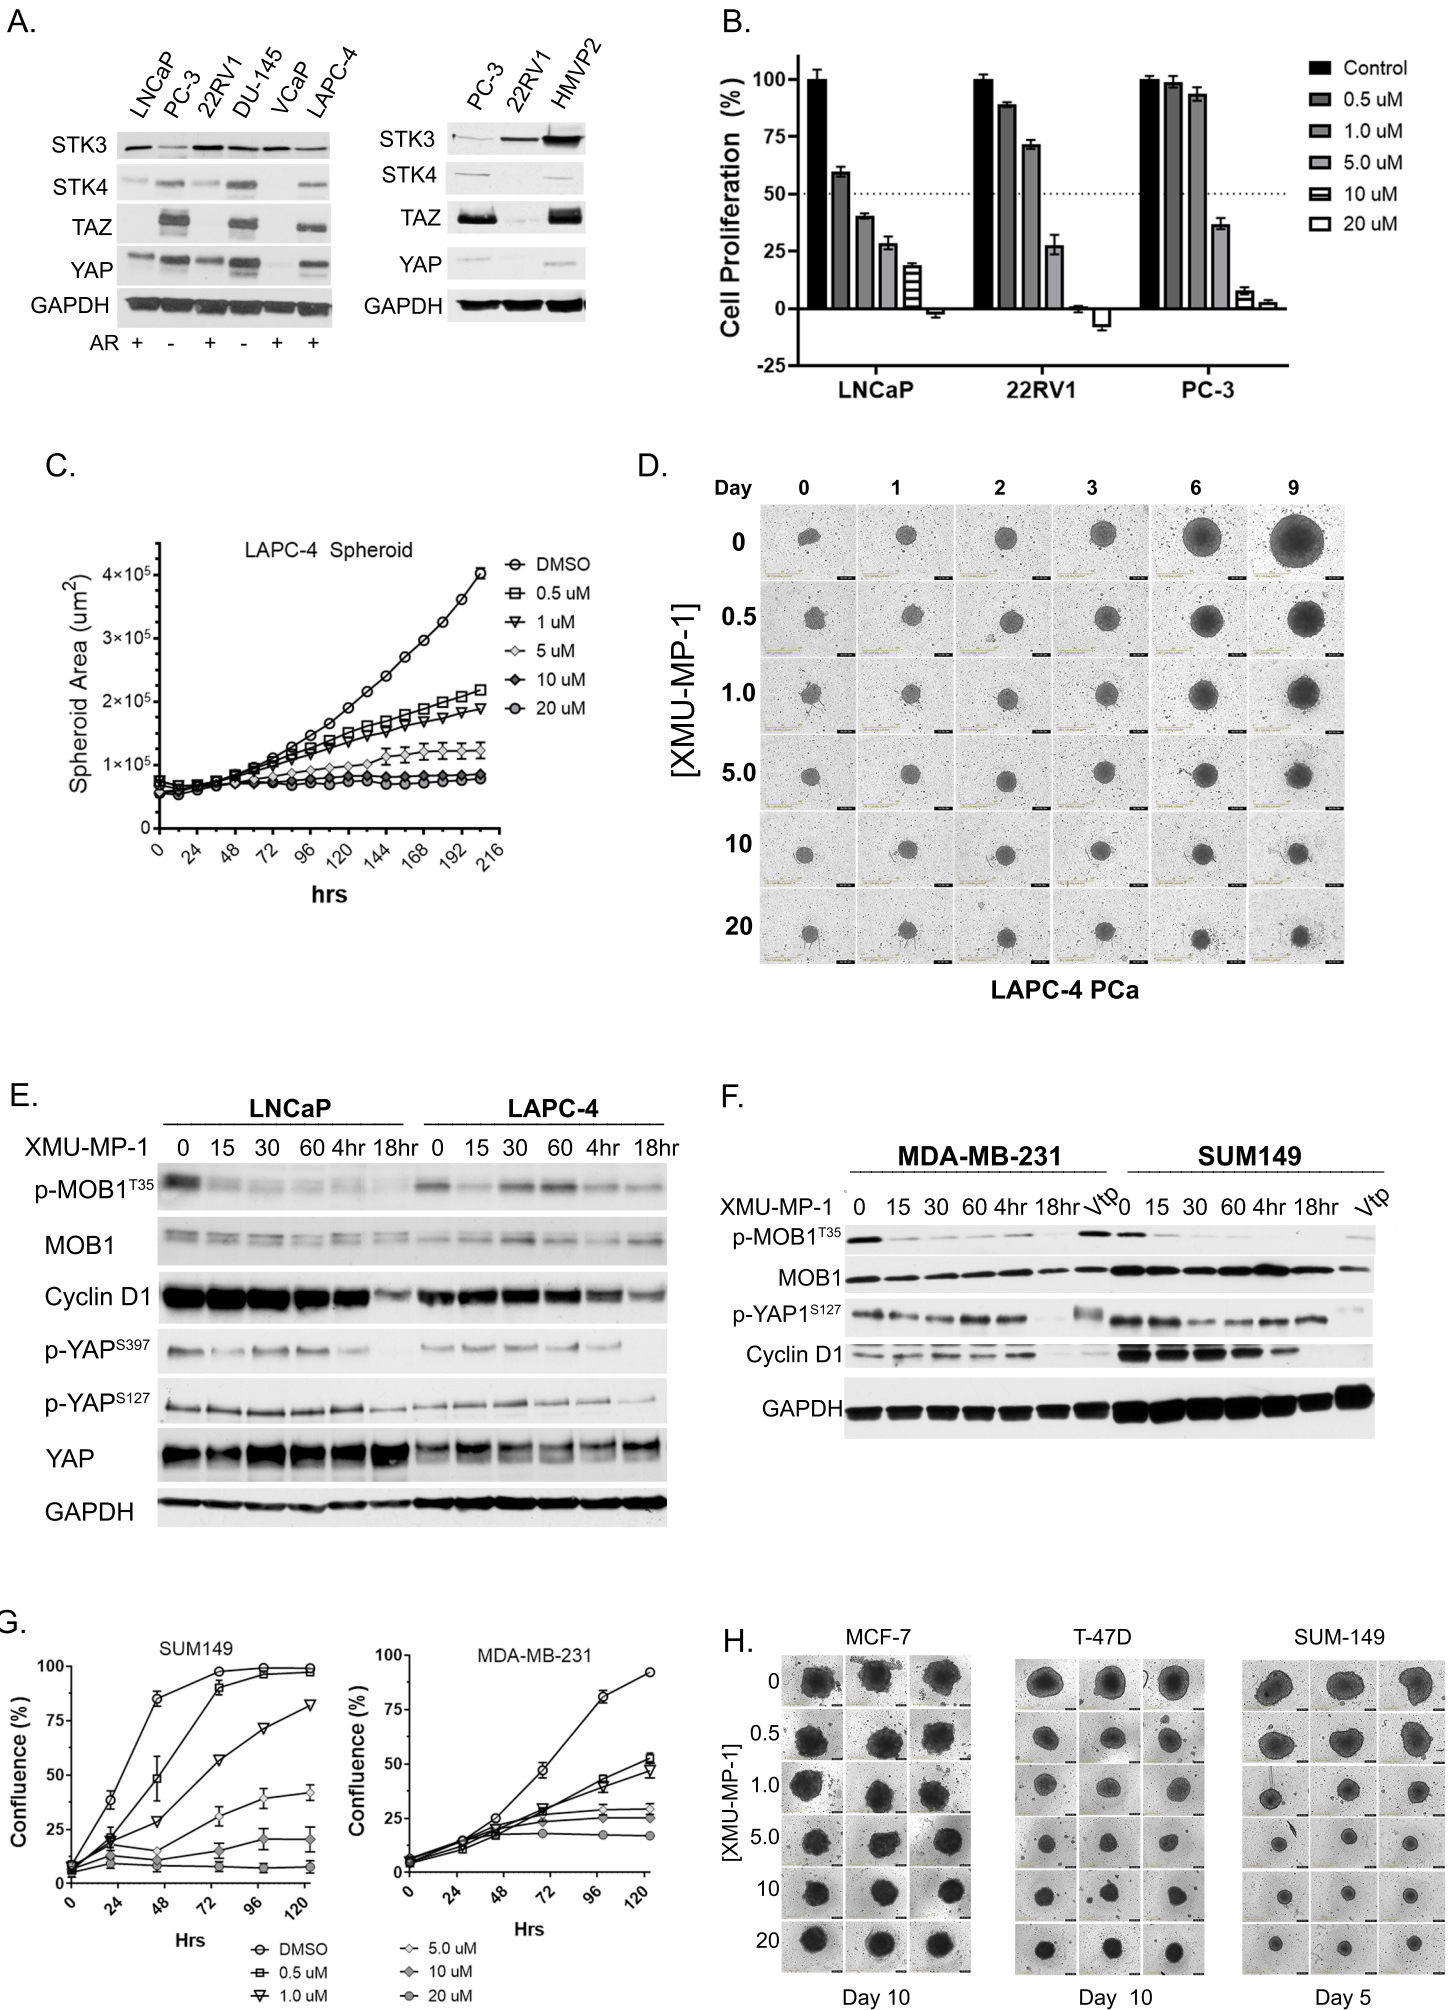 A.
LNCaP PC-3 22RV1 DU-145 VCaP LAPC-4
STK3
STK4
TAZ
YAP
GAPDH
AR + - + - + +
PC-3 22RV1 HMVP2
STK3
STK4
TAZ
YAP
GAPDH
B.
Cell Proliferation (%)
100
75
50
25
0
-25
LNCaP 22RV1 PC-3
Control
0.5 uM
1.0 uM
5.0 uM
10 uM
20 uM
C.
LAPC-4 Spheroid
Spheroid Area (um²)
4×10⁵
3×10⁵
2×10⁵
1×10⁵
0
0 24 48 72 96 120 144 168 192 216
hrs
DMSO
0.5 uM
1 uM
5 uM
10 uM
20 uM
D.
Day 0 1 2 3 6 9
[XMU-MP-1]
0
0.5
1.0
5.0
10
20
LAPC-4 PCa
E.
LNCaP LAPC-4
XMU-MP-1 0 15 30 60 4hr 18hr 0 15 30 60 4hr 18hr
p-MOB1ᵀ³⁵
MOB1
Cyclin D1
p-YAPˢ³⁹⁷
p-YAPˢ¹²⁷
YAP
GAPDH
F.
MDA-MB-231 SUM149
XMU-MP-1 0 15 30 60 4hr 18hr Vtp 0 15 30 60 4hr 18hr Vtp
p-MOB1ᵀ³⁵
MOB1
p-YAP1ˢ¹²⁷
Cyclin D1
GAPDH
G.
SUM149
Confluence (%)
100
75
50
25
0
0 24 48 72 96 120
Hrs
MDA-MB-231
Confluence (%)
100
75
50
25
0
0 24 48 72 96 120
Hrs
DMSO
0.5 uM
1.0 uM
5.0 uM
10 uM
20 uM
H.
MCF-7 T-47D SUM-149
[XMU-MP-1]
0
0.5
1.0
5.0
10
20
Day 10 Day 10 Day 5